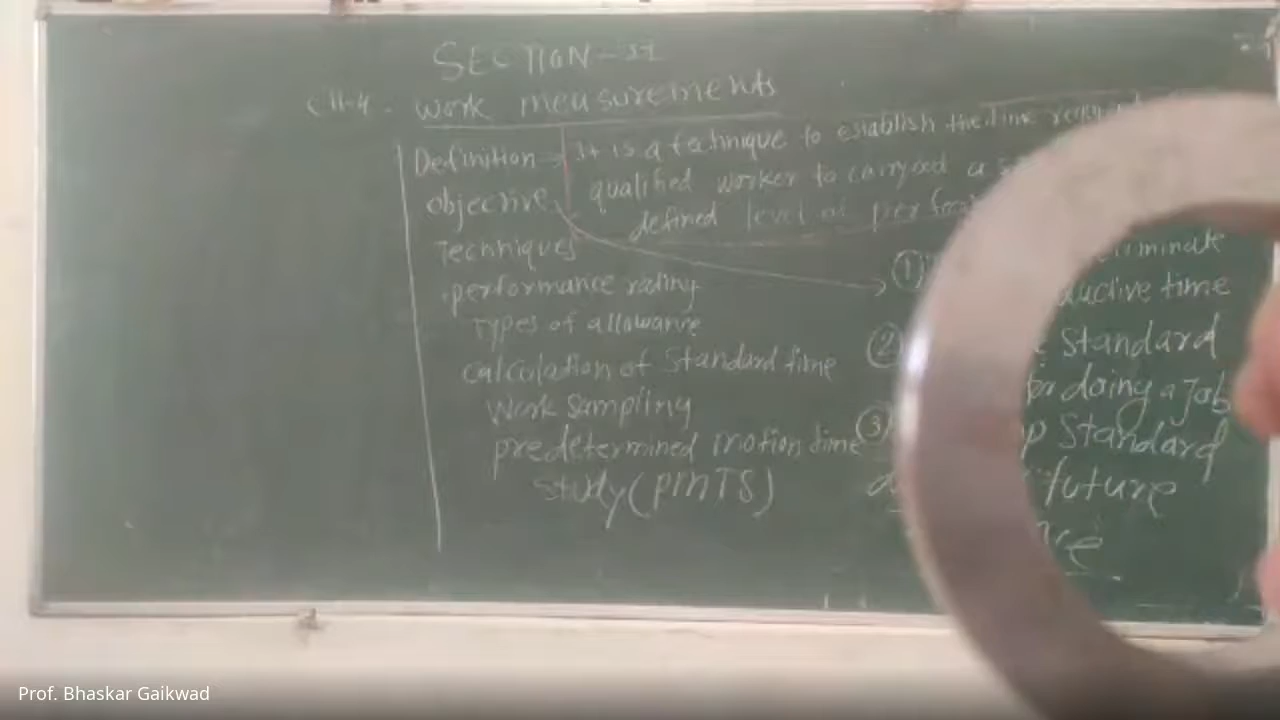 SECTION - II
CH-4. work measurements
Definition → It is a technique to establish the time
qualified worker to carryout a
defined level of
objective
Techniques
performance rating
Types of allowance
calculation of Standard time
Work Sampling
predetermined motion time
study (PMTS)
①
time
② Standard
for doing a Job
③ Standard
future
Prof. Bhaskar Gaikwad